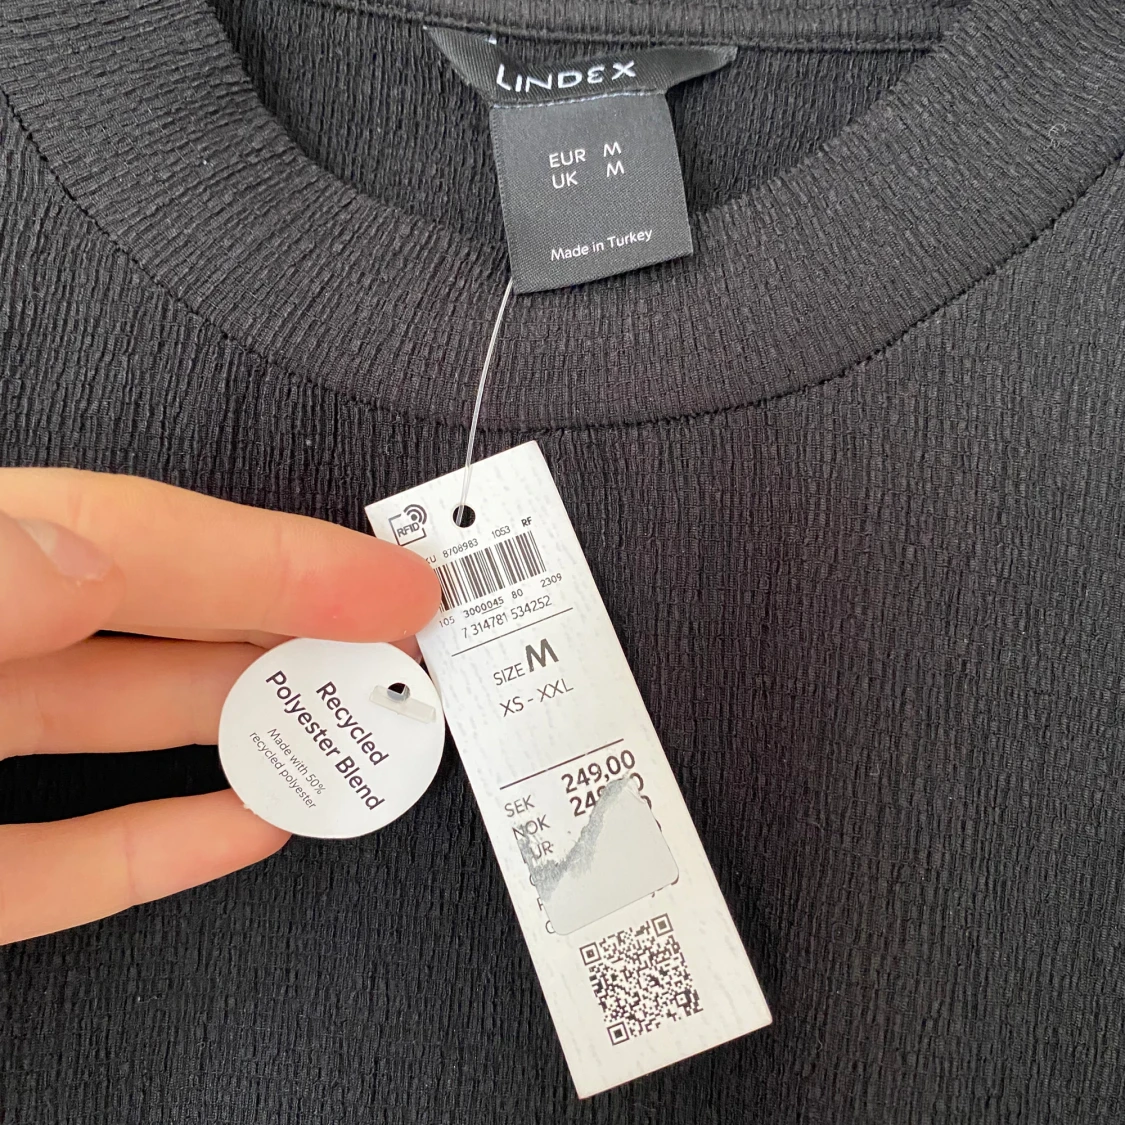 LINDEX
EUR M
UK M
Made in Turkey
RFID
8708983 1053 RF
105 3000045 80 2309
7 314781 534252
SIZE M
XS - XXL
SEK 249,00
NOK
Recycled
Polyester Blend
Made with 50%
recycled polyester